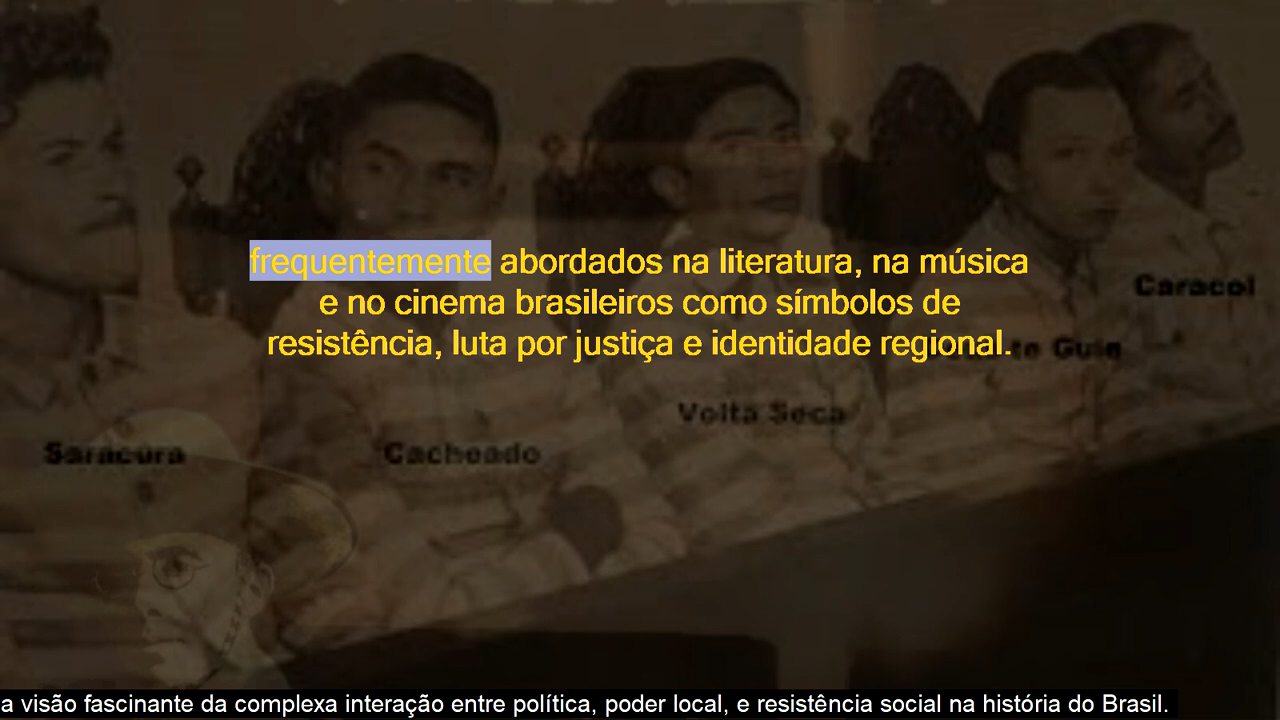 frequentemente abordados na literatura, na música
e no cinema brasileiros como símbolos de
resistência, luta por justiça e identidade regional.
Caracol
Volta Seca
Saracura
Cacheado
a visão fascinante da complexa interação entre política, poder local, e resistência social na história do Brasil.